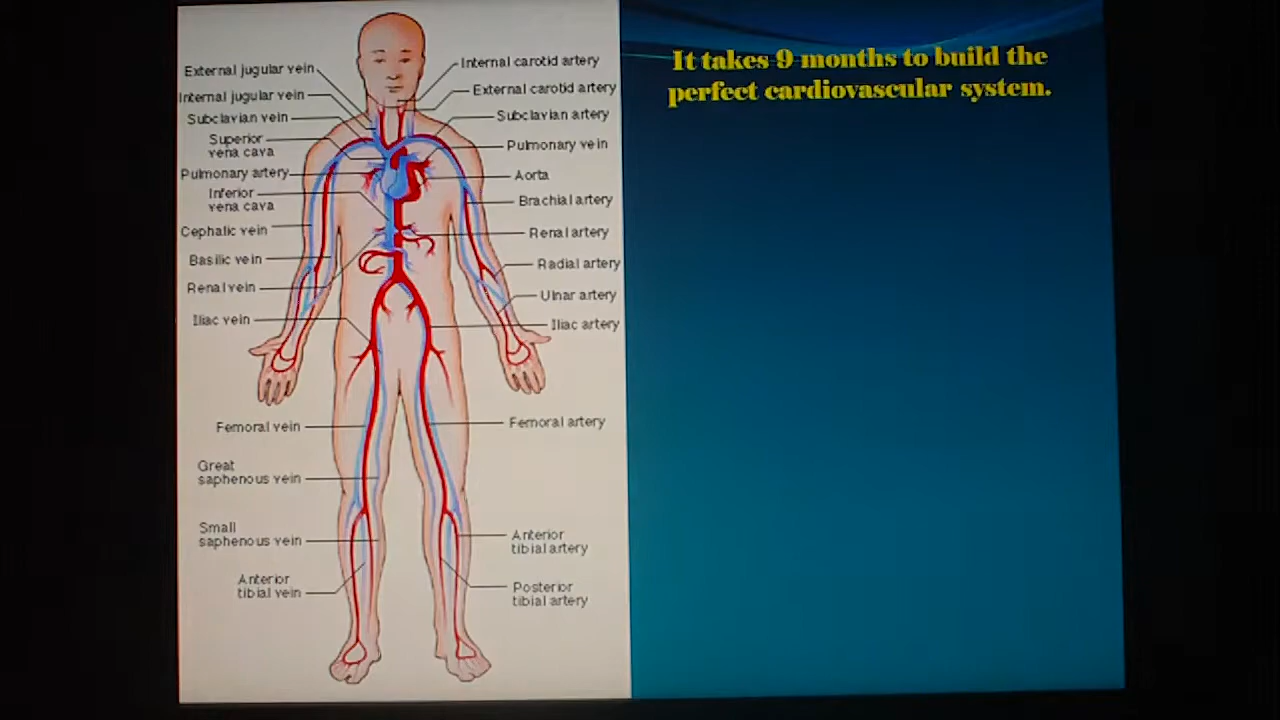 External jugular vein
Internal jugular vein
Subclavian vein
Superior
vena cava
Pulmonary artery
Inferior
vena cava
Cephalic vein
Basilic vein
Renal vein
Iliac vein
Femoral vein
Great
saphenous vein
Small
saphenous vein
Anterior
tibial vein
Internal carotid artery
External carotid artery
Subclavian artery
Pulmonary vein
Aorta
Brachial artery
Renal artery
Radial artery
Ulnar artery
Iliac artery
Femoral artery
Anterior
tibial artery
Posterior
tibial artery
It takes 9 months to build the
perfect cardiovascular system.